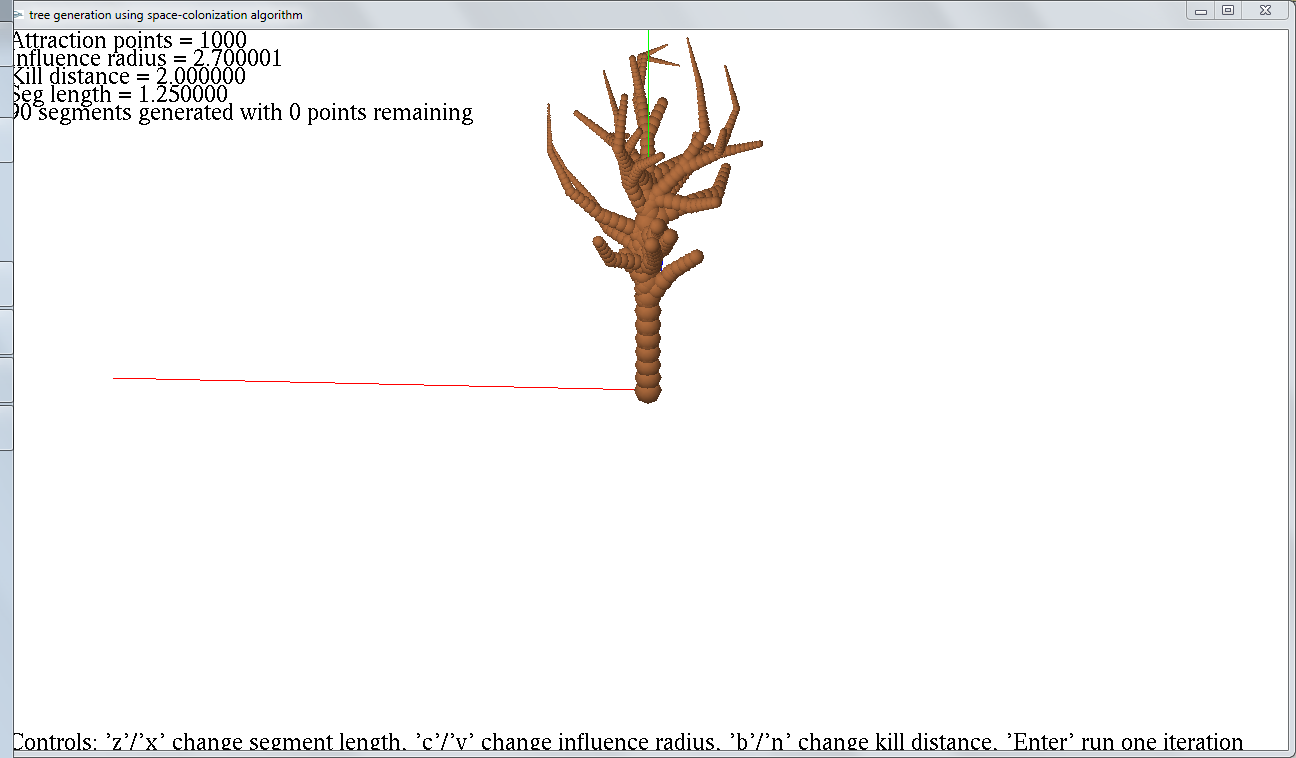 tree generation using space-colonization algorithm
Attraction points = 1000
Influence radius = 2.700001
Kill distance = 2.000000
Seg length = 1.250000
90 segments generated with 0 points remaining
Controls: 'z'/'x' change segment length, 'c'/'v' change influence radius, 'b'/'n' change kill distance, 'Enter' run one iteration